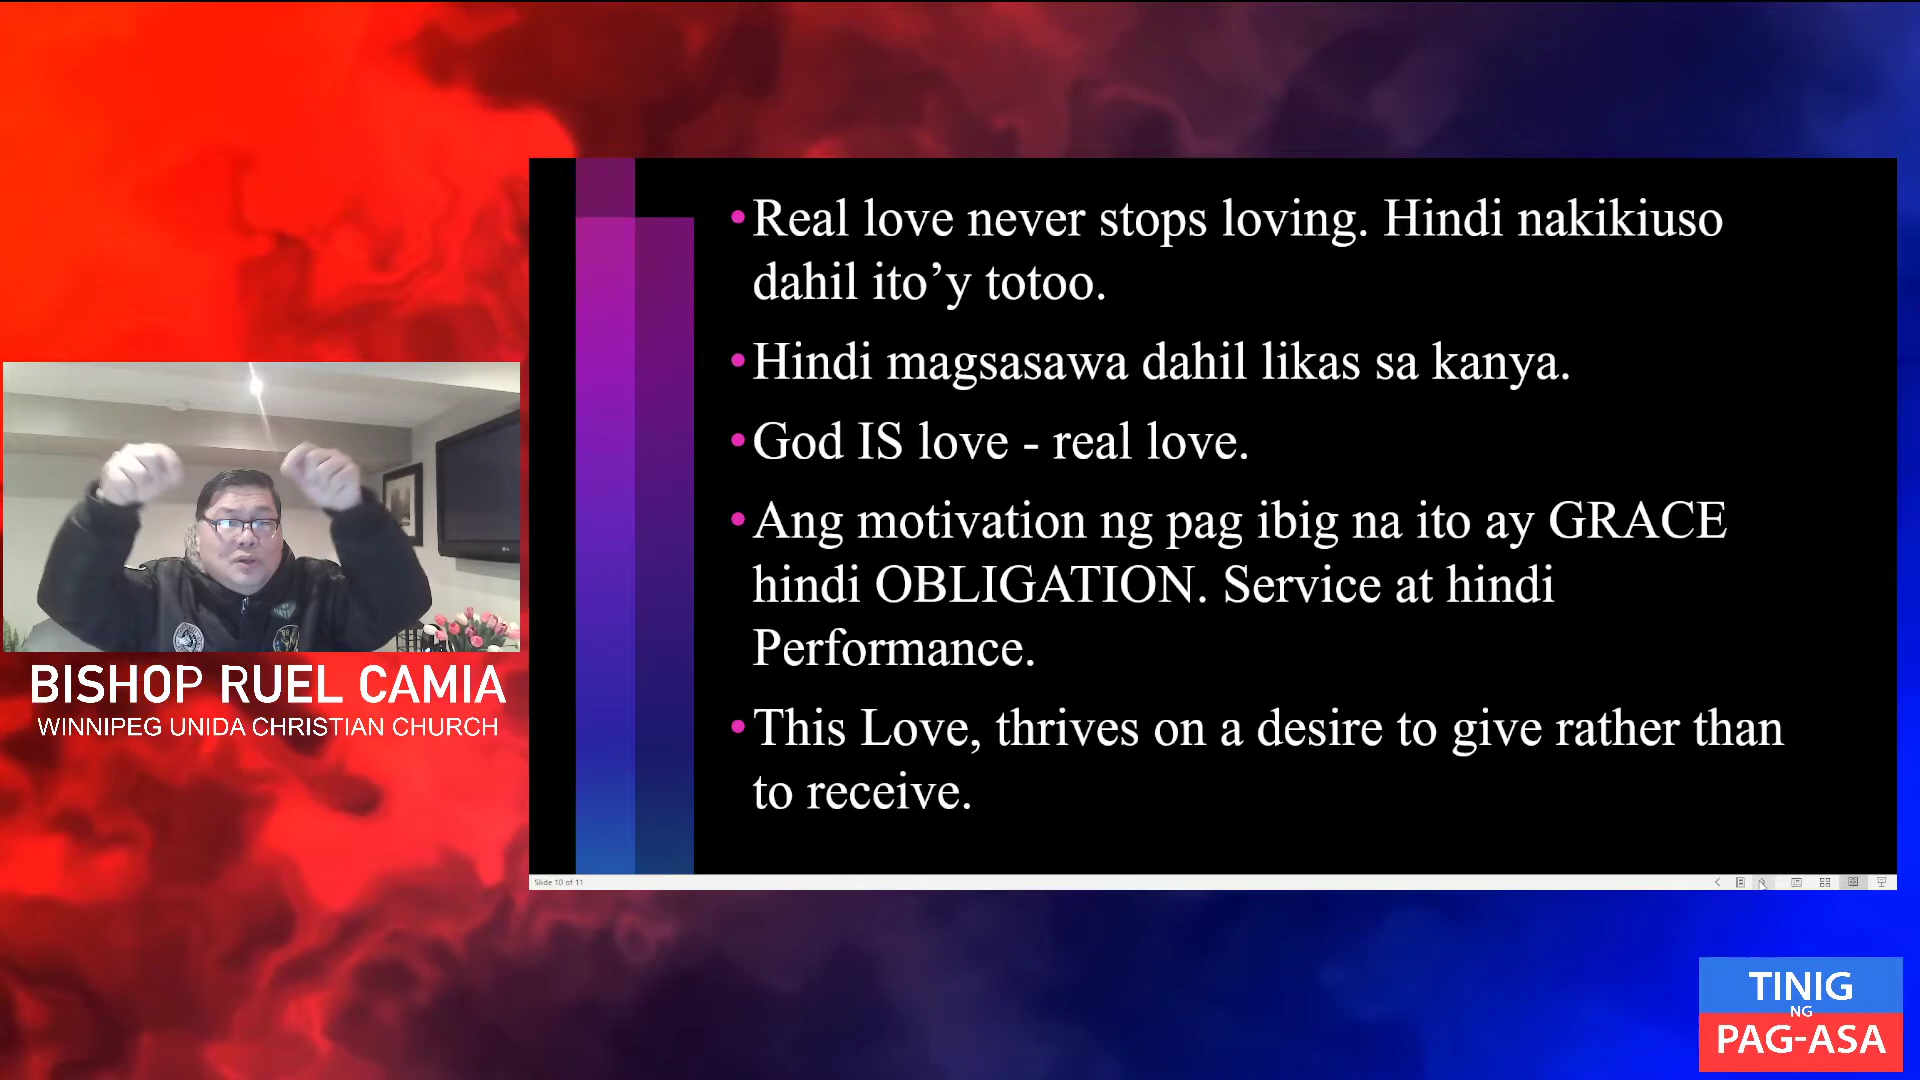 •Real love never stops loving. Hindi nakikiuso
dahil ito’y totoo.
•Hindi magsasawa dahil likas sa kanya.
•God IS love - real love.
•Ang motivation ng pag ibig na ito ay GRACE
hindi OBLIGATION. Service at hindi
Performance.
•This Love, thrives on a desire to give rather than
to receive.
Slide 10 of 11
BISHOP RUEL CAMIA
WINNIPEG UNIDA CHRISTIAN CHURCH
TINIG
NG
PAG-ASA